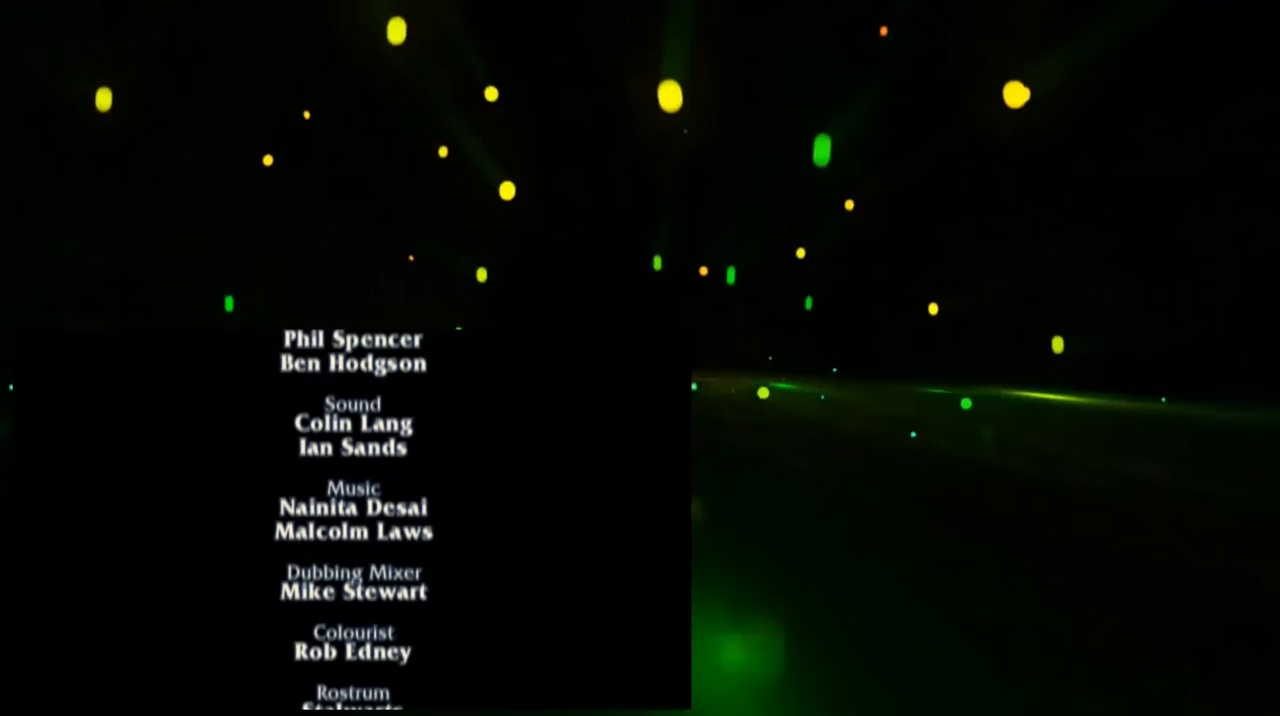 Phil Spencer
Ben Hodgson
Sound
Colin Lang
Ian Sands
Music
Nainita Desai
Malcolm Laws
Dubbing Mixer
Mike Stewart
Colourist
Rob Edney
Rostrum